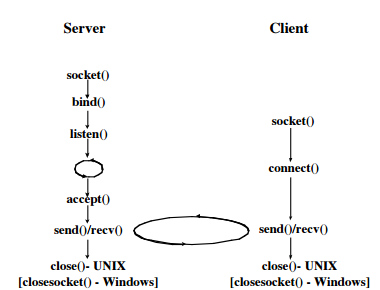 Server
Client
socket()
bind()
listen()
accept()
send()/recv()
close()- UNIX
[closesocket() - Windows]
socket()
connect()
send()/recv()
close()- UNIX
[closesocket() - Windows]